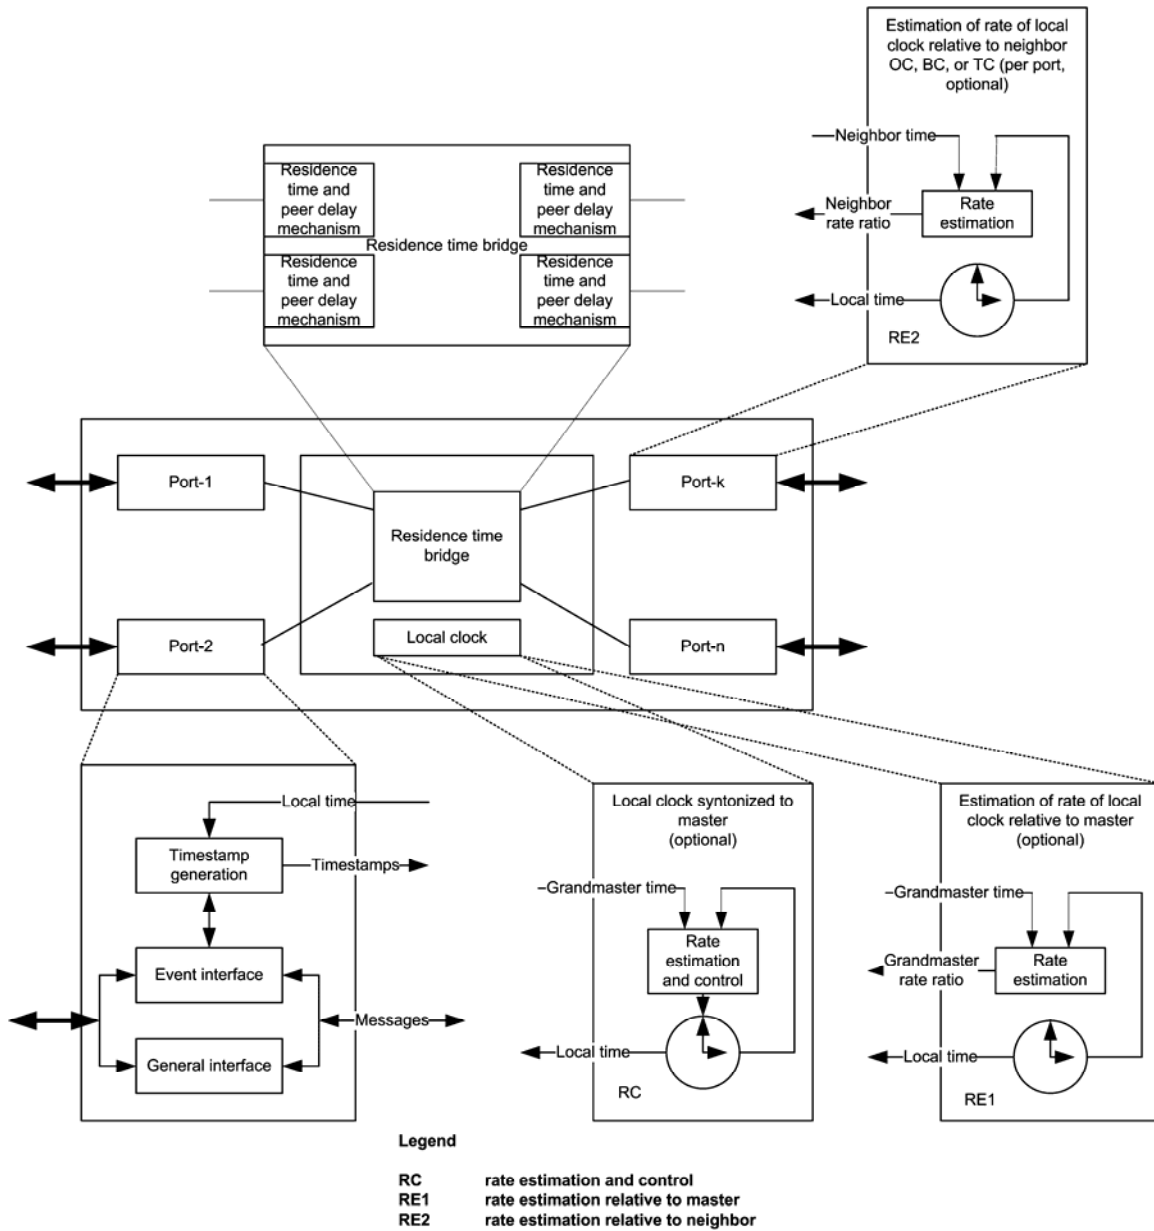 Estimation of rate of local
clock relative to neighbor
OC, BC, or TC (per port,
optional)
Neighbor time
Neighbor
rate ratio
Rate
estimation
Local time
RE2
Residence
time and
peer delay
mechanism
Residence
time and
peer delay
mechanism
Residence time bridge
Residence
time and
peer delay
mechanism
Residence
time and
peer delay
mechanism
Port-1
Port-k
Residence time
bridge
Port-2
Local clock
Port-n
Local time
Timestamp
generation
Timestamps
Event interface
Messages
General interface
Local clock syntonized to
master
(optional)
Grandmaster time
Rate
estimation
and control
Local time
RC
Estimation of rate of local
clock relative to master
(optional)
Grandmaster time
Grandmaster
rate ratio
Rate
estimation
Local time
RE1
Legend
RC rate estimation and control
RE1 rate estimation relative to master
RE2 rate estimation relative to neighbor